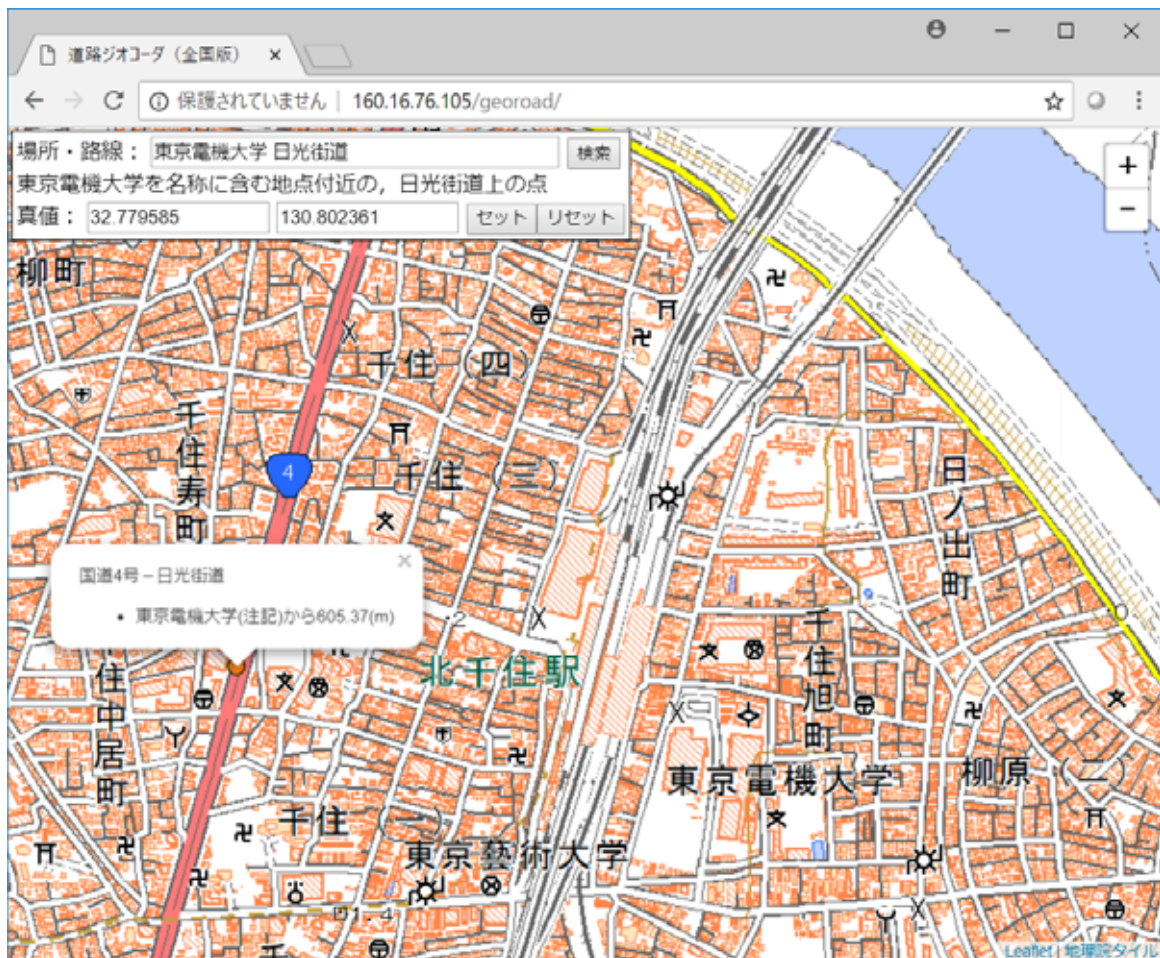 道路ジオコーダ（全国版）
保護されていません | 160.16.76.105/georoad/
場所・路線： 東京電機大学 日光街道 検索
東京電機大学を名称に含む地点付近の，日光街道上の点
真値： 32.779585 130.802361 セット リセット
+
−
柳町
千住（四）
千住寿町
4
千住（三）
日ノ出町
国道4号－日光街道
東京電機大学(注記)から605.37(m)
北千住駅
千住旭町
千住中居町
東京電機大学
柳原（二）
千住（一）
東京藝術大学
1.4
千
Leaflet | 地理院タイル